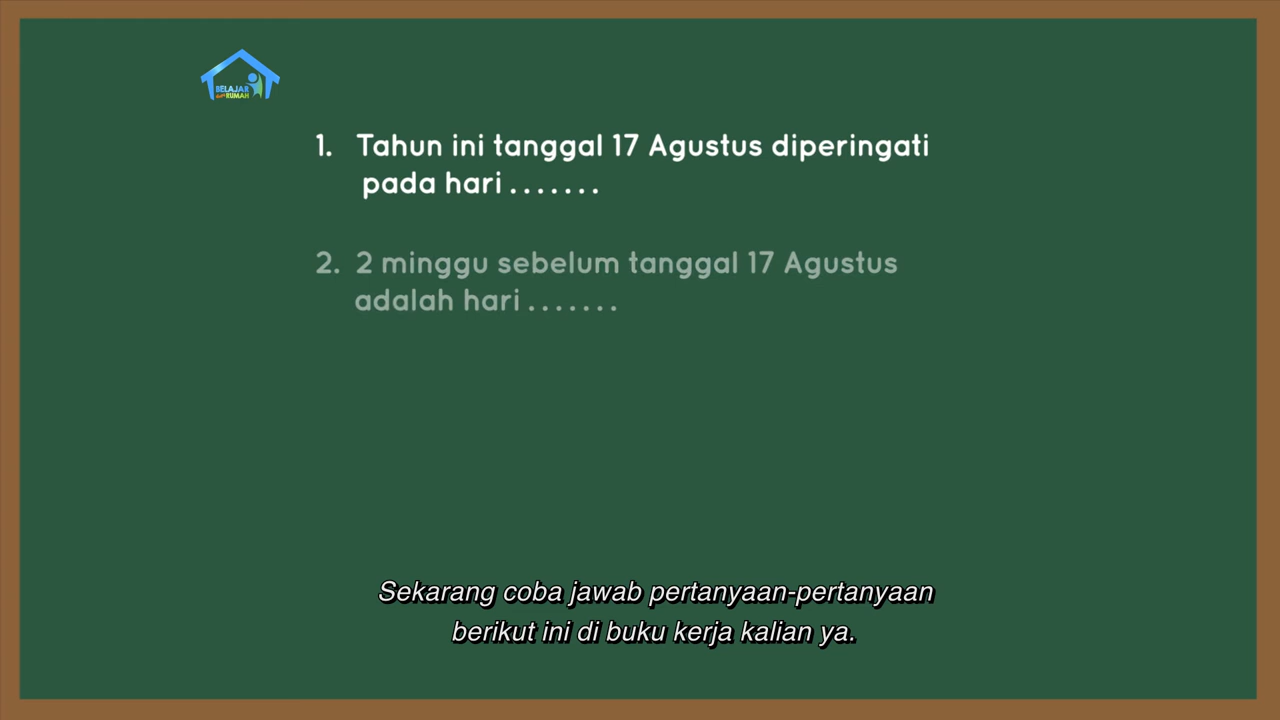 BELAJAR
dari RUMAH
1. Tahun ini tanggal 17 Agustus diperingati
pada hari . . . . . . .
2. 2 minggu sebelum tanggal 17 Agustus
adalah hari . . . . . . .
Sekarang coba jawab pertanyaan-pertanyaan
berikut ini di buku kerja kalian ya.